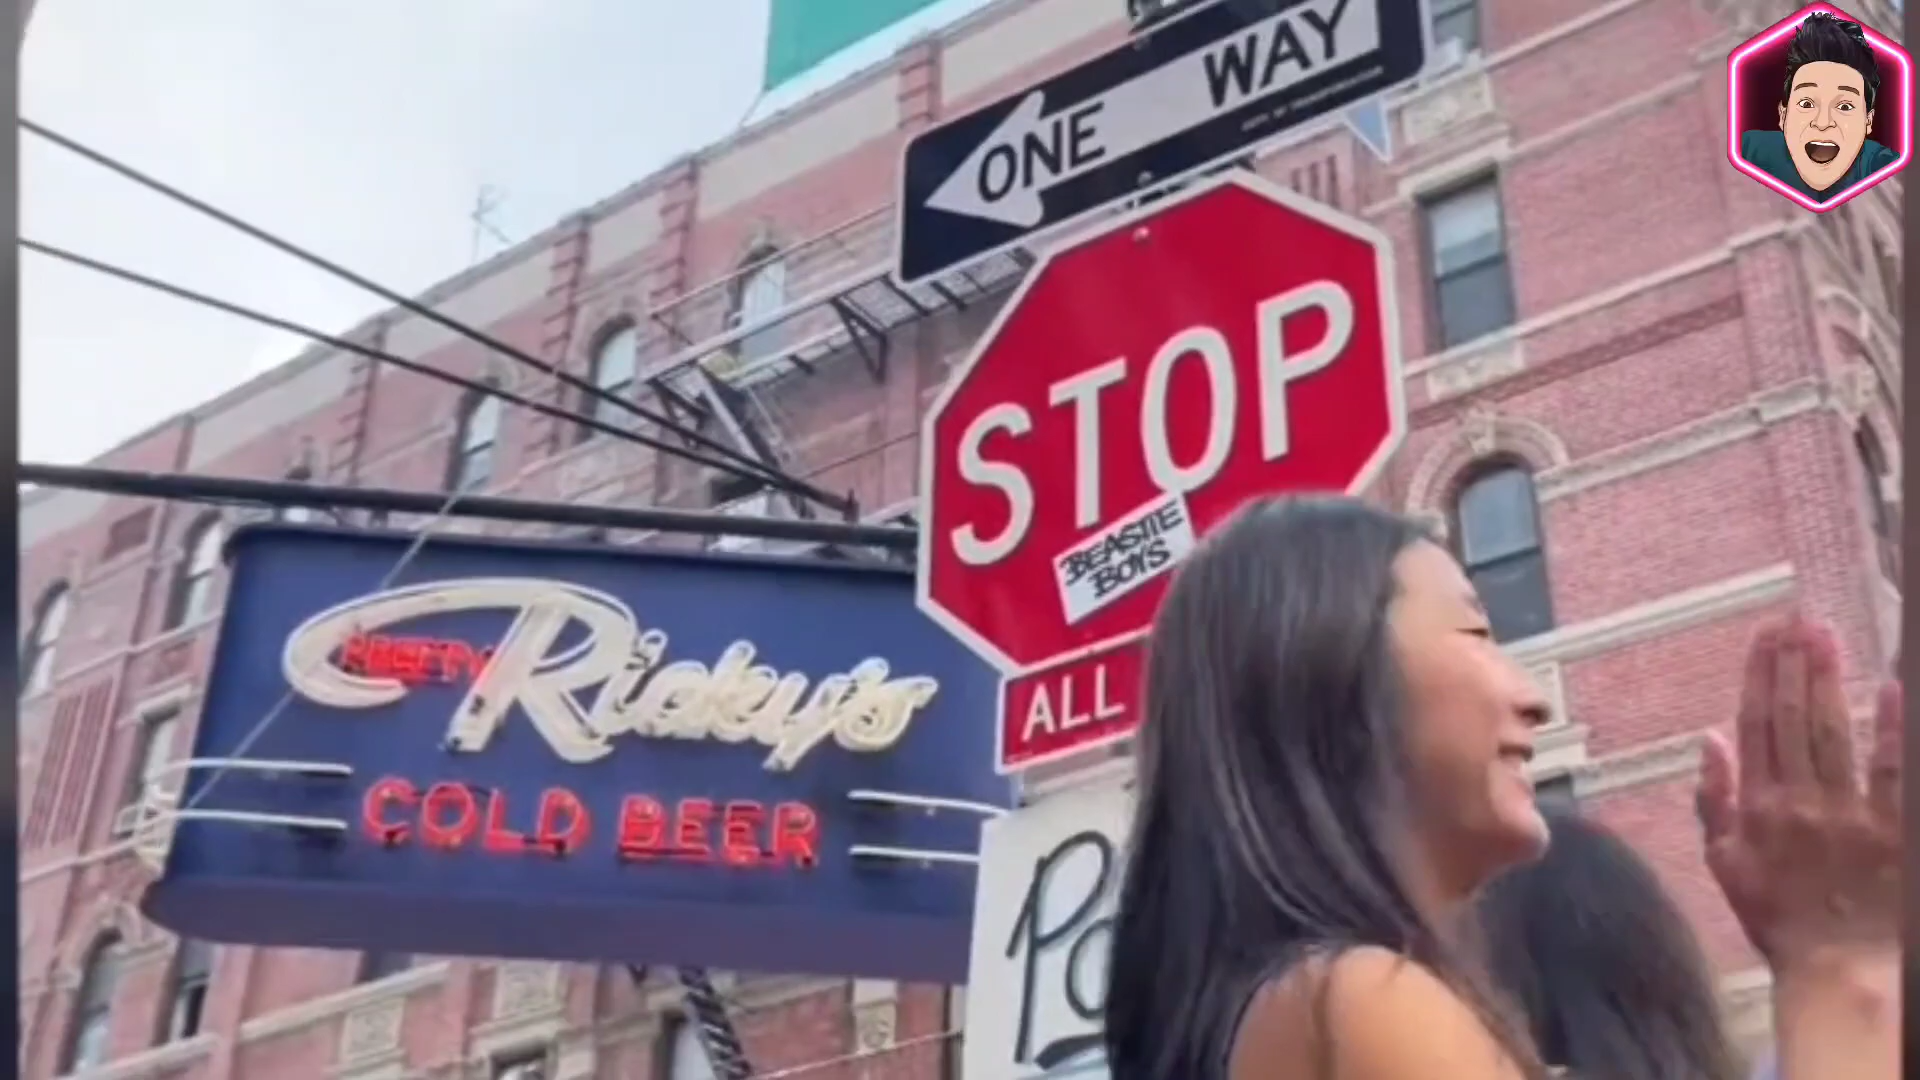 ONE WAY
STOP
BEASTIE
BOYS
ALL
Ricky's
COLD BEER